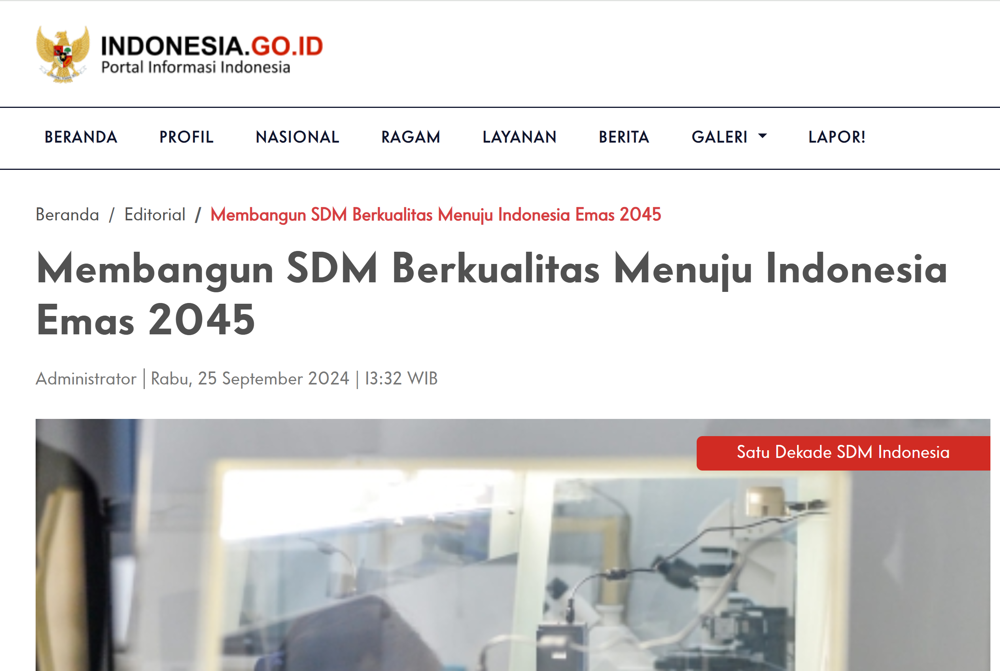 INDONESIA.GO.ID
Portal Informasi Indonesia
BERANDA PROFIL NASIONAL RAGAM LAYANAN BERITA GALERI LAPOR!
Beranda / Editorial / Membangun SDM Berkualitas Menuju Indonesia Emas 2045
Membangun SDM Berkualitas Menuju Indonesia
Emas 2045
Administrator | Rabu, 25 September 2024 | 13:32 WIB
Satu Dekade SDM Indonesia